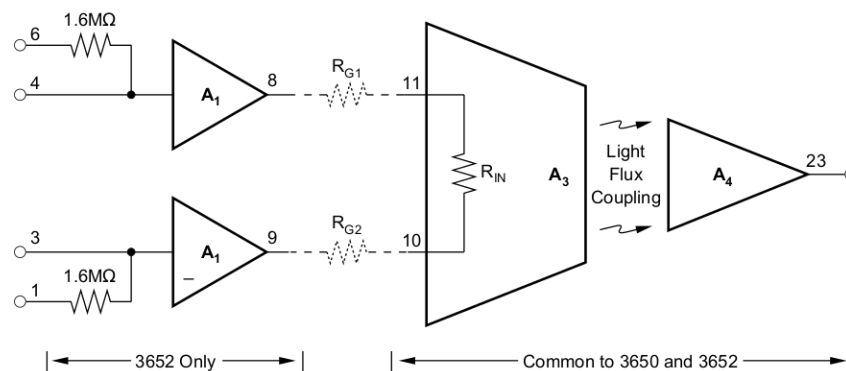 1.6MΩ
6
4
A1
8
RG1
11
RIN
A3
Light
Flux
Coupling
A4
23
3
A1
–
9
RG2
10
1.6MΩ
1
3652 Only
Common to 3650 and 3652